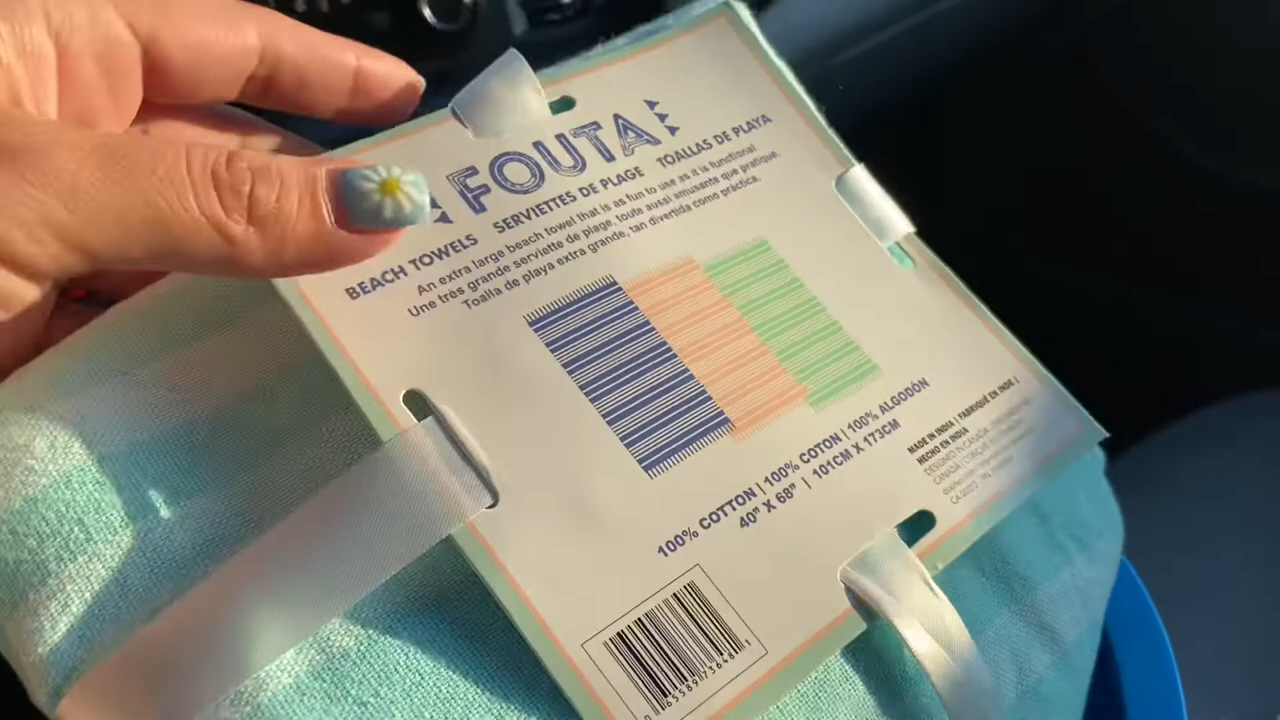 FOUTA
BEACH TOWELS SERVIETTES DE PLAGE TOALLAS DE PLAYA
An extra large beach towel that is as fun to use as it is functional
Une très grande serviette de plage, toute aussi amusante que pratique.
Toalla de playa extra grande, tan divertida como práctica.
100% COTTON | 100% COTON | 100% ALGODÓN
40" X 68" | 101CM X 173CM
MADE IN INDIA | FABRIQUÉ EN INDE |
HECHO EN INDIA
DESIGNED IN CANADA
CANADA